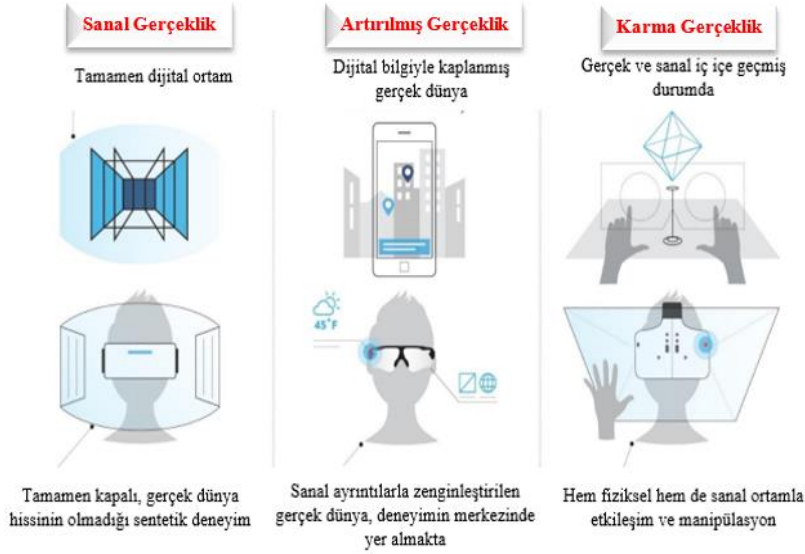 Sanal Gerçeklik
Tamamen dijital ortam
Artırılmış Gerçeklik
Dijital bilgiyle kaplanmış
gerçek dünya
Karma Gerçeklik
Gerçek ve sanal iç içe geçmiş
durumda
45°F
Tamamen kapalı, gerçek dünya
hissinin olmadığı sentetik deneyim
Sanal ayrıntılarla zenginleştirilen
gerçek dünya, deneyimin merkezinde
yer almakta
Hem fiziksel hem de sanal ortamla
etkileşim ve manipülasyon